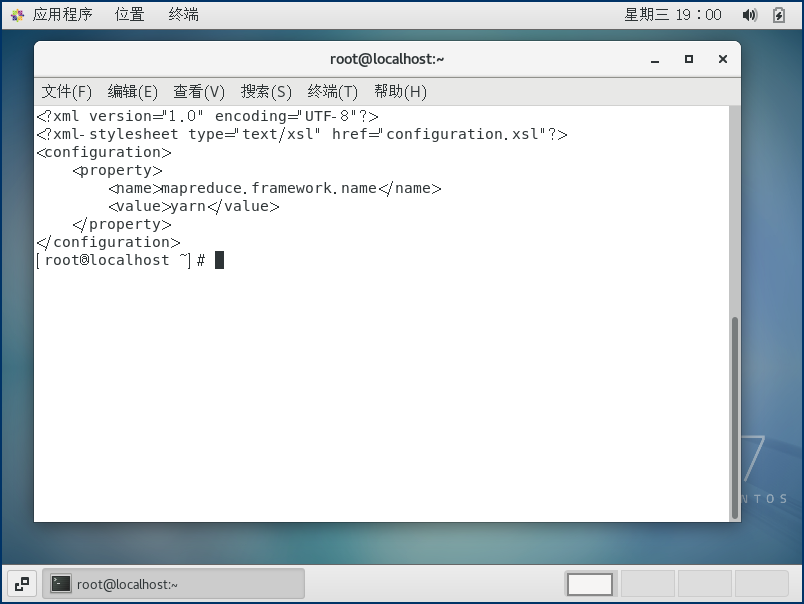 应用程序 位置 终端 星期三 19：00
root@localhost:~
文件(F) 编辑(E) 查看(V) 搜索(S) 终端(T) 帮助(H)
<?xml version="1.0" encoding="UTF-8"?>
<?xml-stylesheet type="text/xsl" href="configuration.xsl"?>
<configuration>
<property>
<name>mapreduce.framework.name</name>
<value>yarn</value>
</property>
</configuration>
[root@localhost ~]#
7
NTOS
root@localhost:~